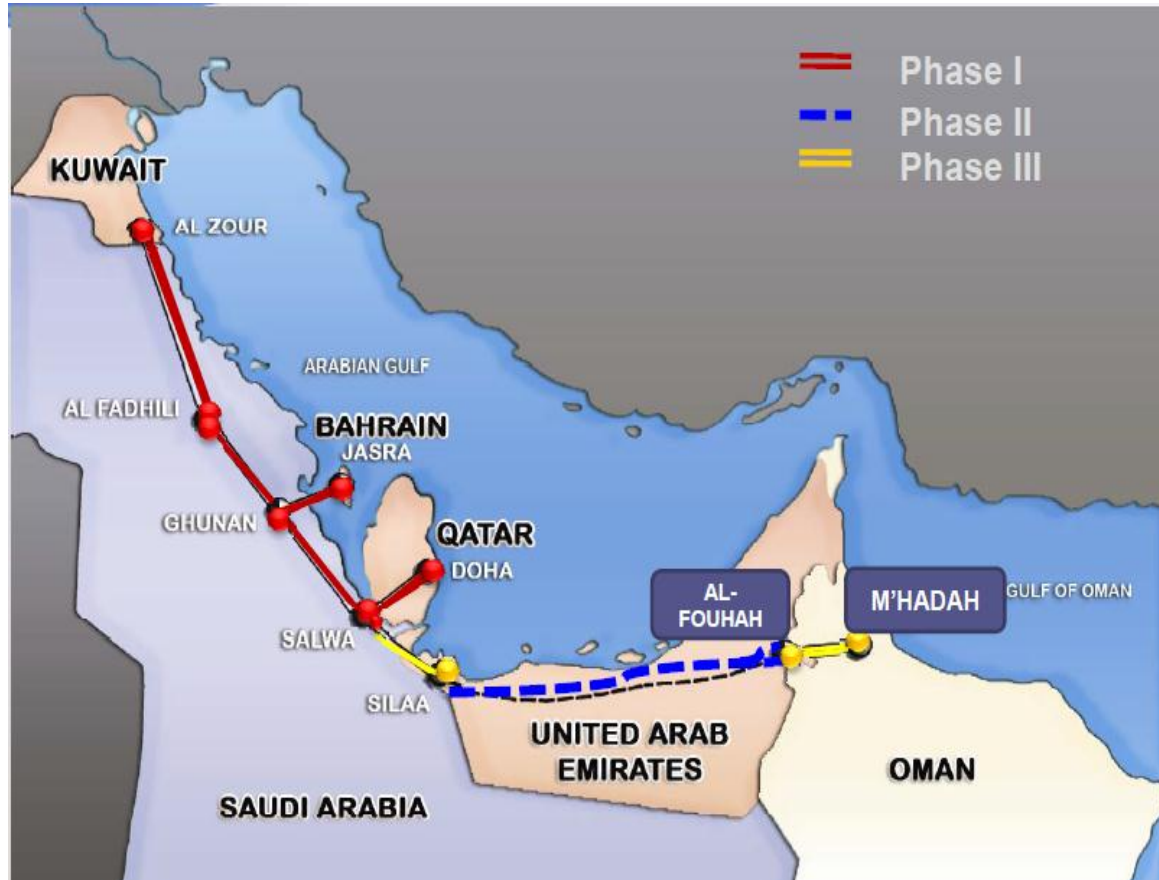 Phase I
Phase II
Phase III
KUWAIT
AL ZOUR
ARABIAN GULF
AL FADHILI
BAHRAIN
JASRA
GHUNAN
QATAR
DOHA
AL-
FOUHAH
M'HADAH
GULF OF OMAN
SALWA
SILAA
UNITED ARAB
EMIRATES
OMAN
SAUDI ARABIA